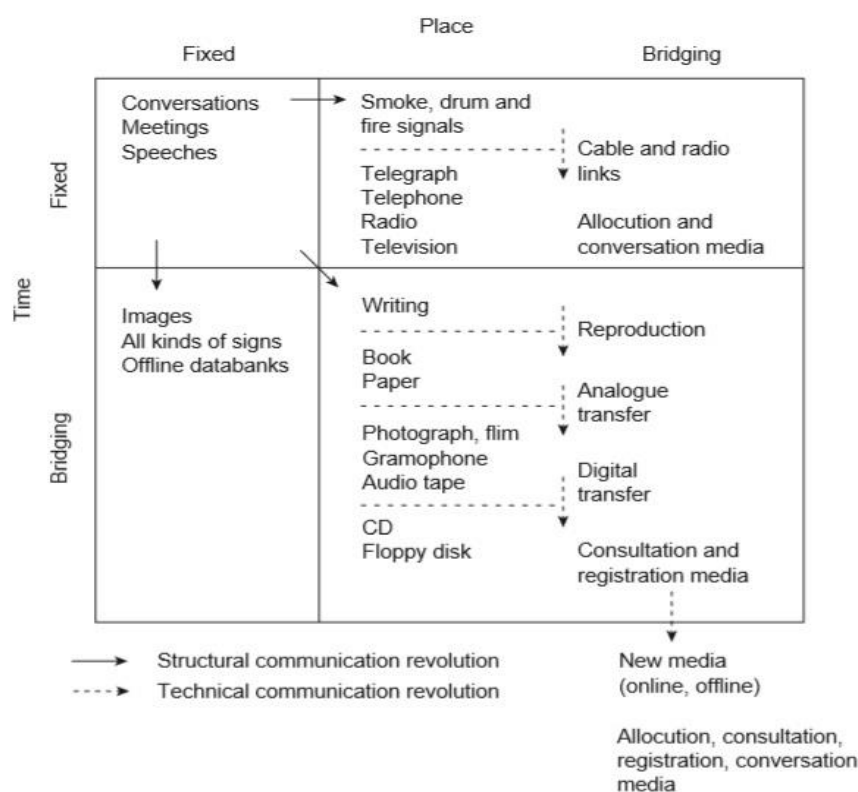 Place
Fixed
Bridging
Time
Fixed
Conversations
Meetings
Speeches
Smoke, drum and
fire signals
Telegraph
Telephone
Radio
Television
Cable and radio
links
Allocution and
conversation media
Bridging
Images
All kinds of signs
Offline databanks
Writing
Book
Paper
Photograph, flim
Gramophone
Audio tape
CD
Floppy disk
Reproduction
Analogue
transfer
Digital
transfer
Consultation and
registration media
Structural communication revolution
Technical communication revolution
New media
(online, offline)
Allocution, consultation,
registration, conversation
media